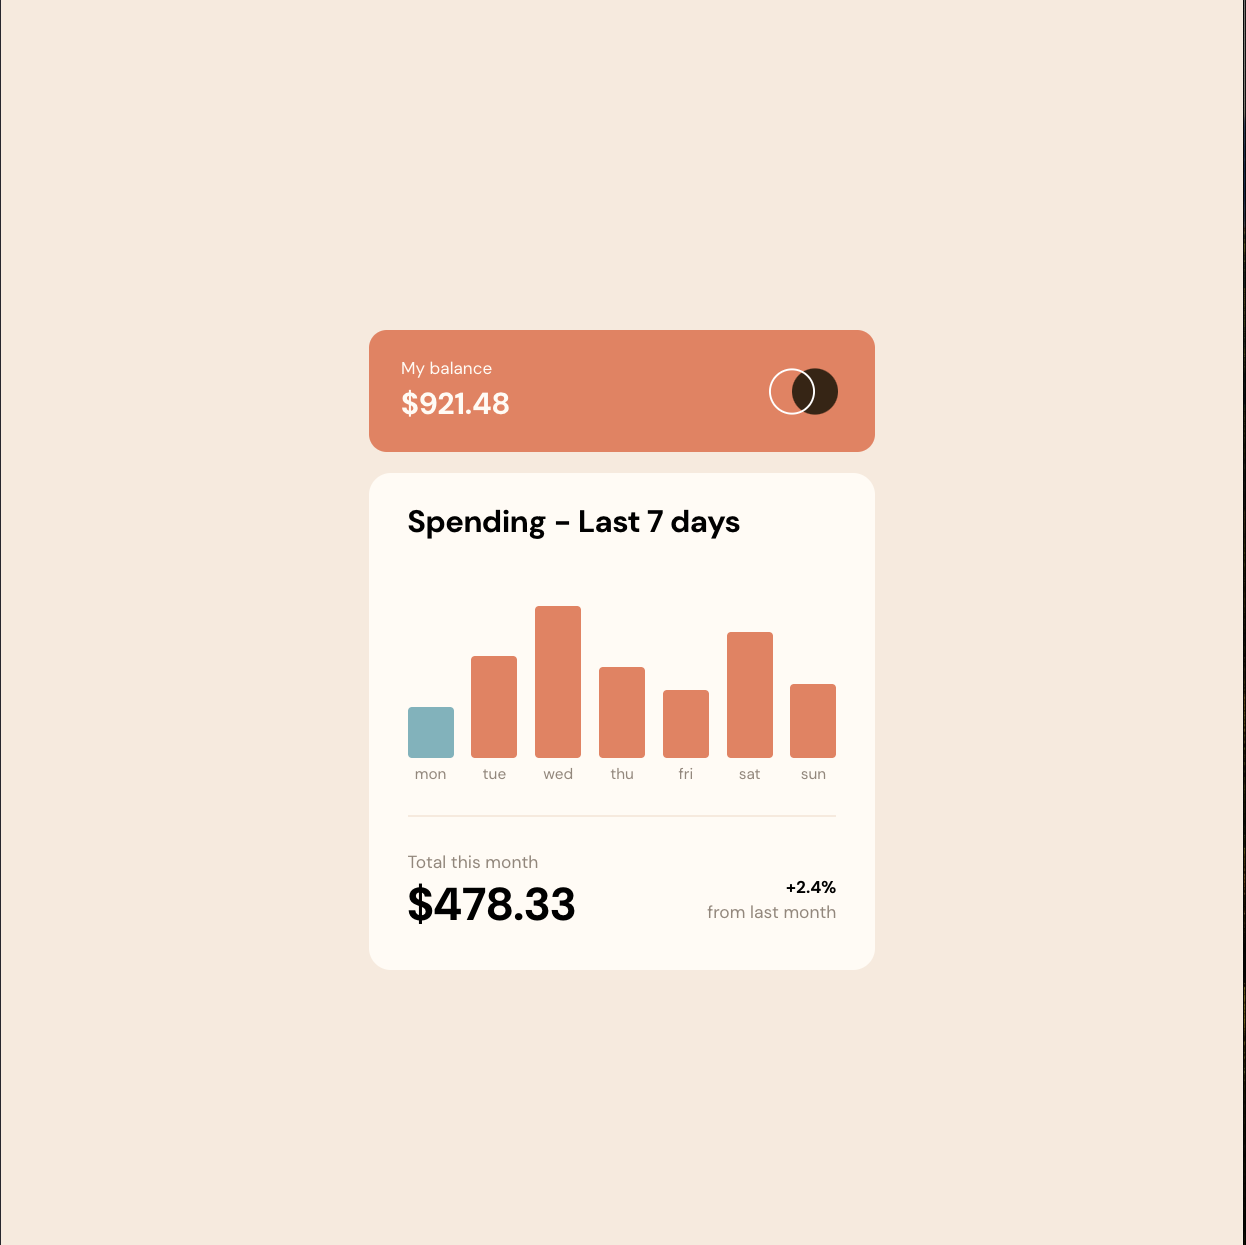 My balance
$921.48
Spending – Last 7 days
mon tue wed thu fri sat sun
Total this month
$478.33
+2.4%
from last month